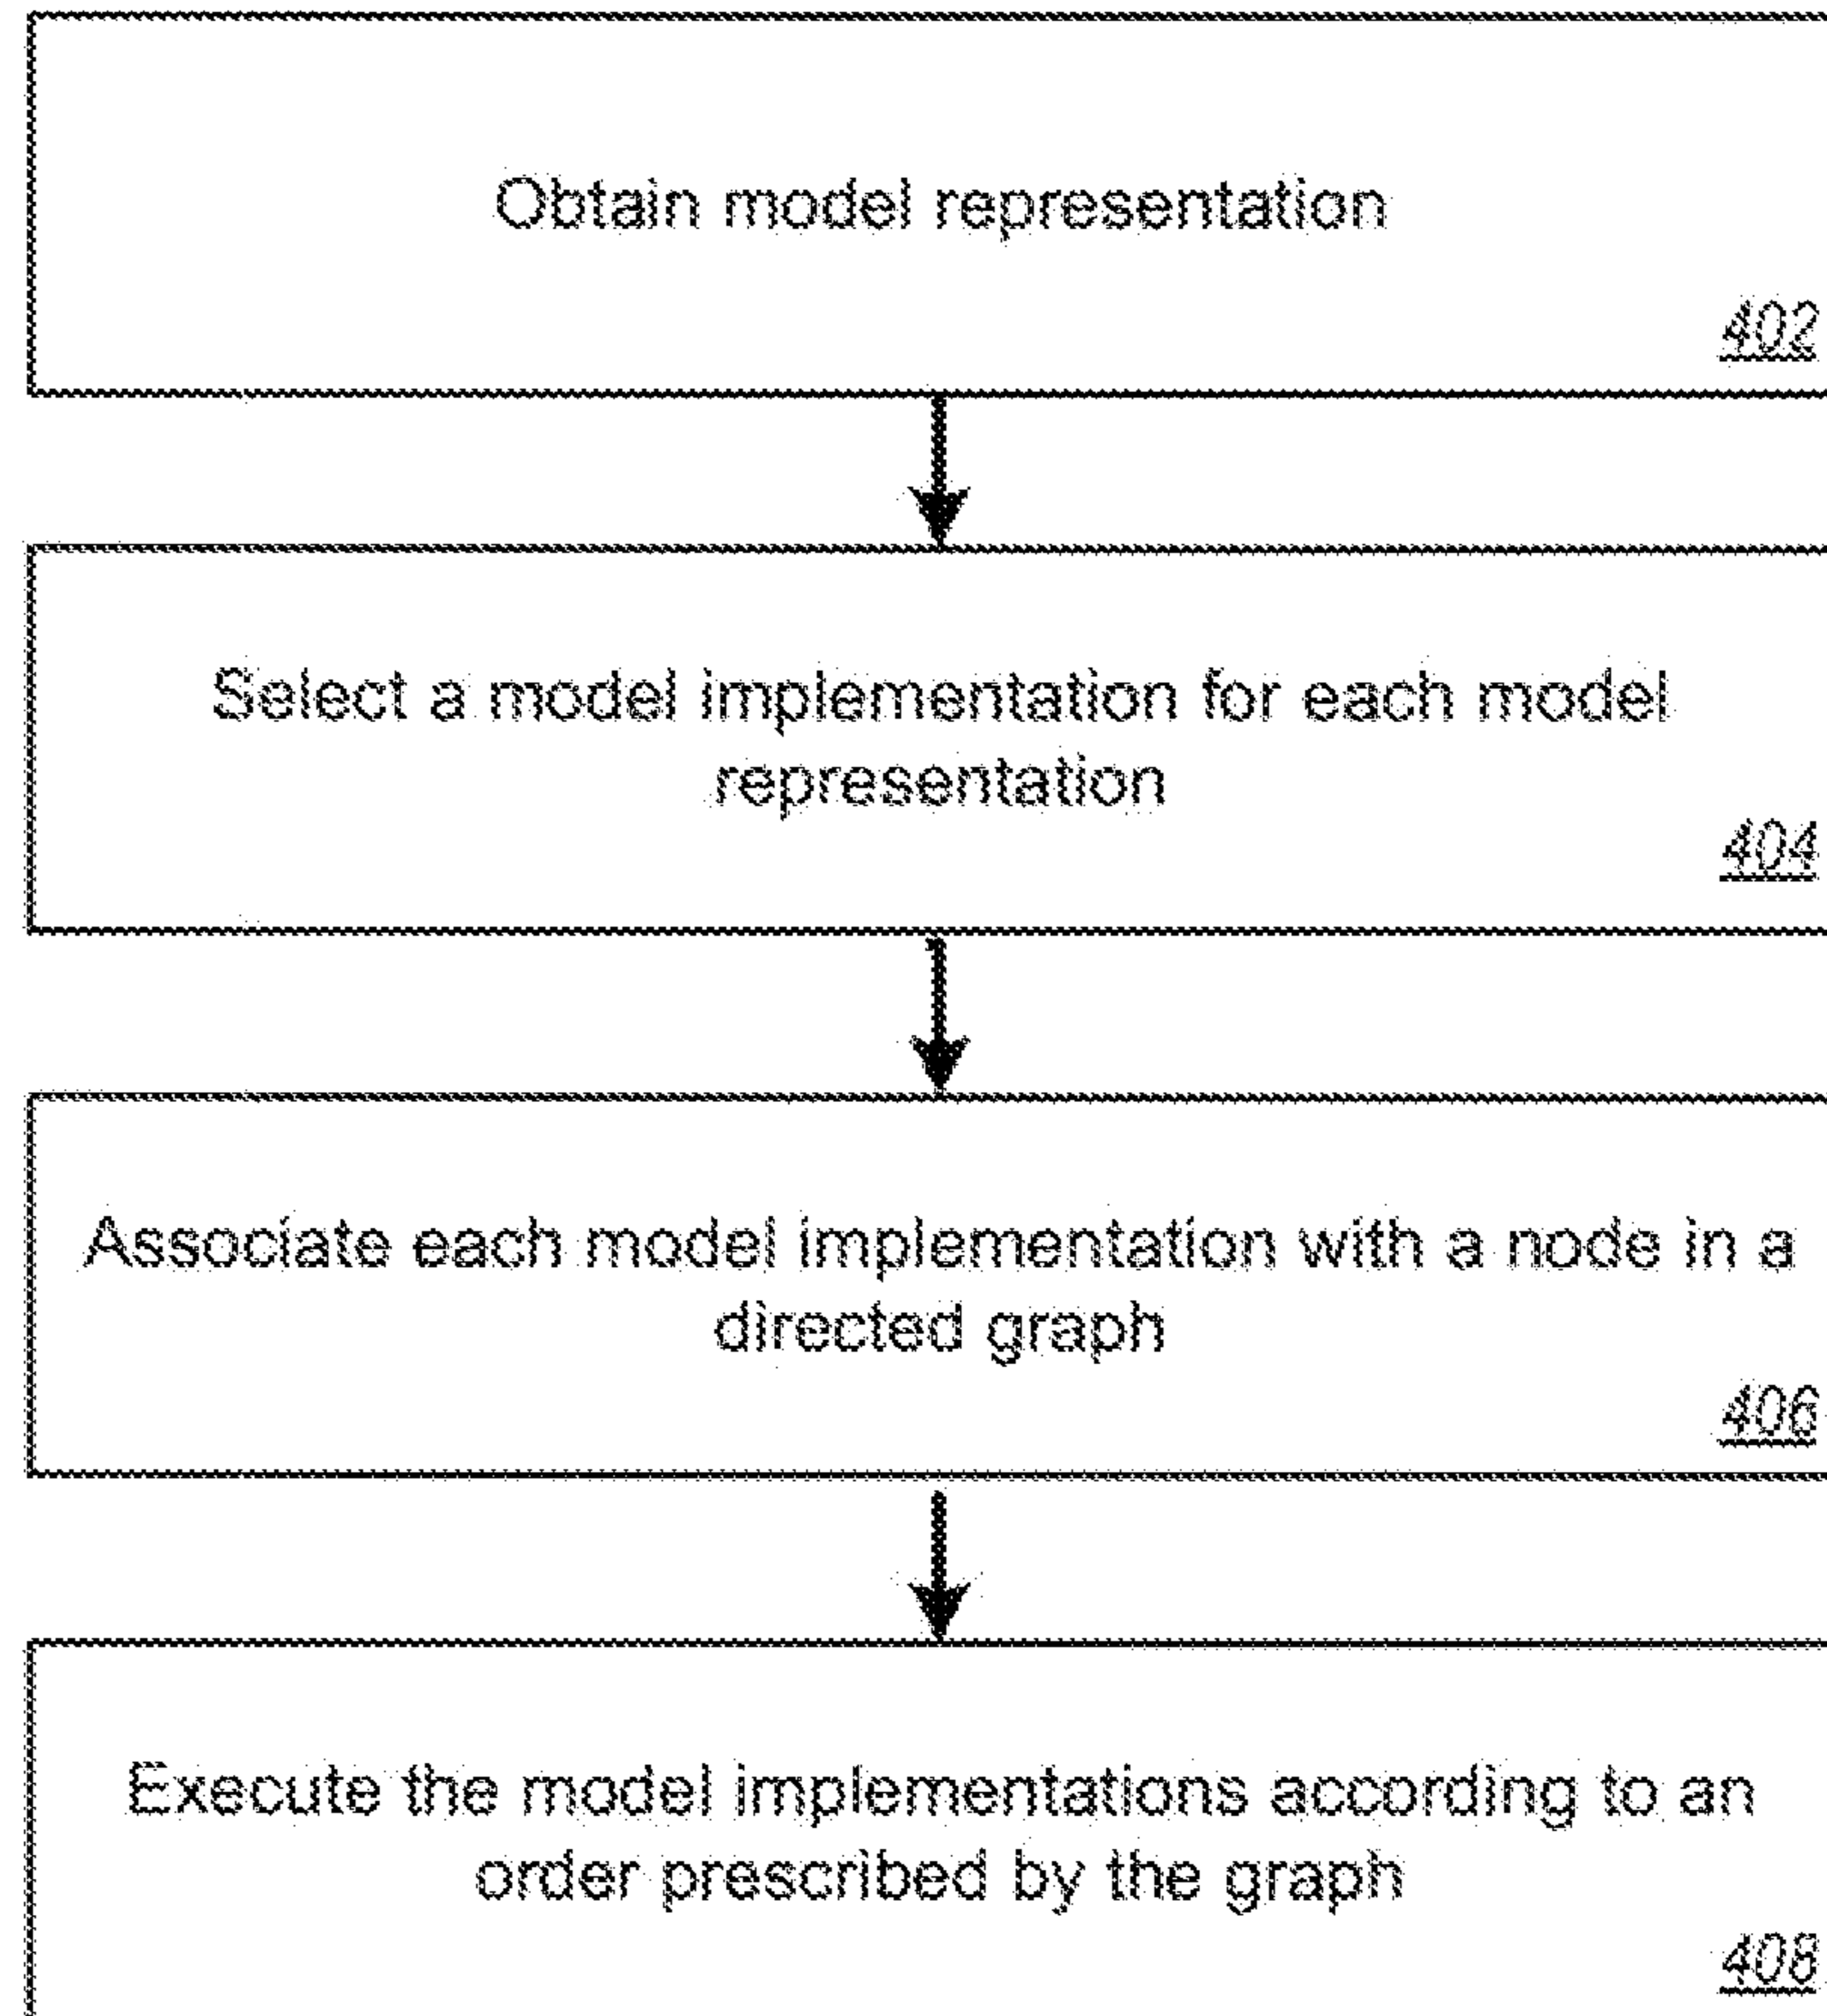 Obtain model representation
402
Select a model implementation for each model
representation
404
Associate each model implementation with a node in a
directed graph
406
Execute the model implementations according to an
order prescribed by the graph
408